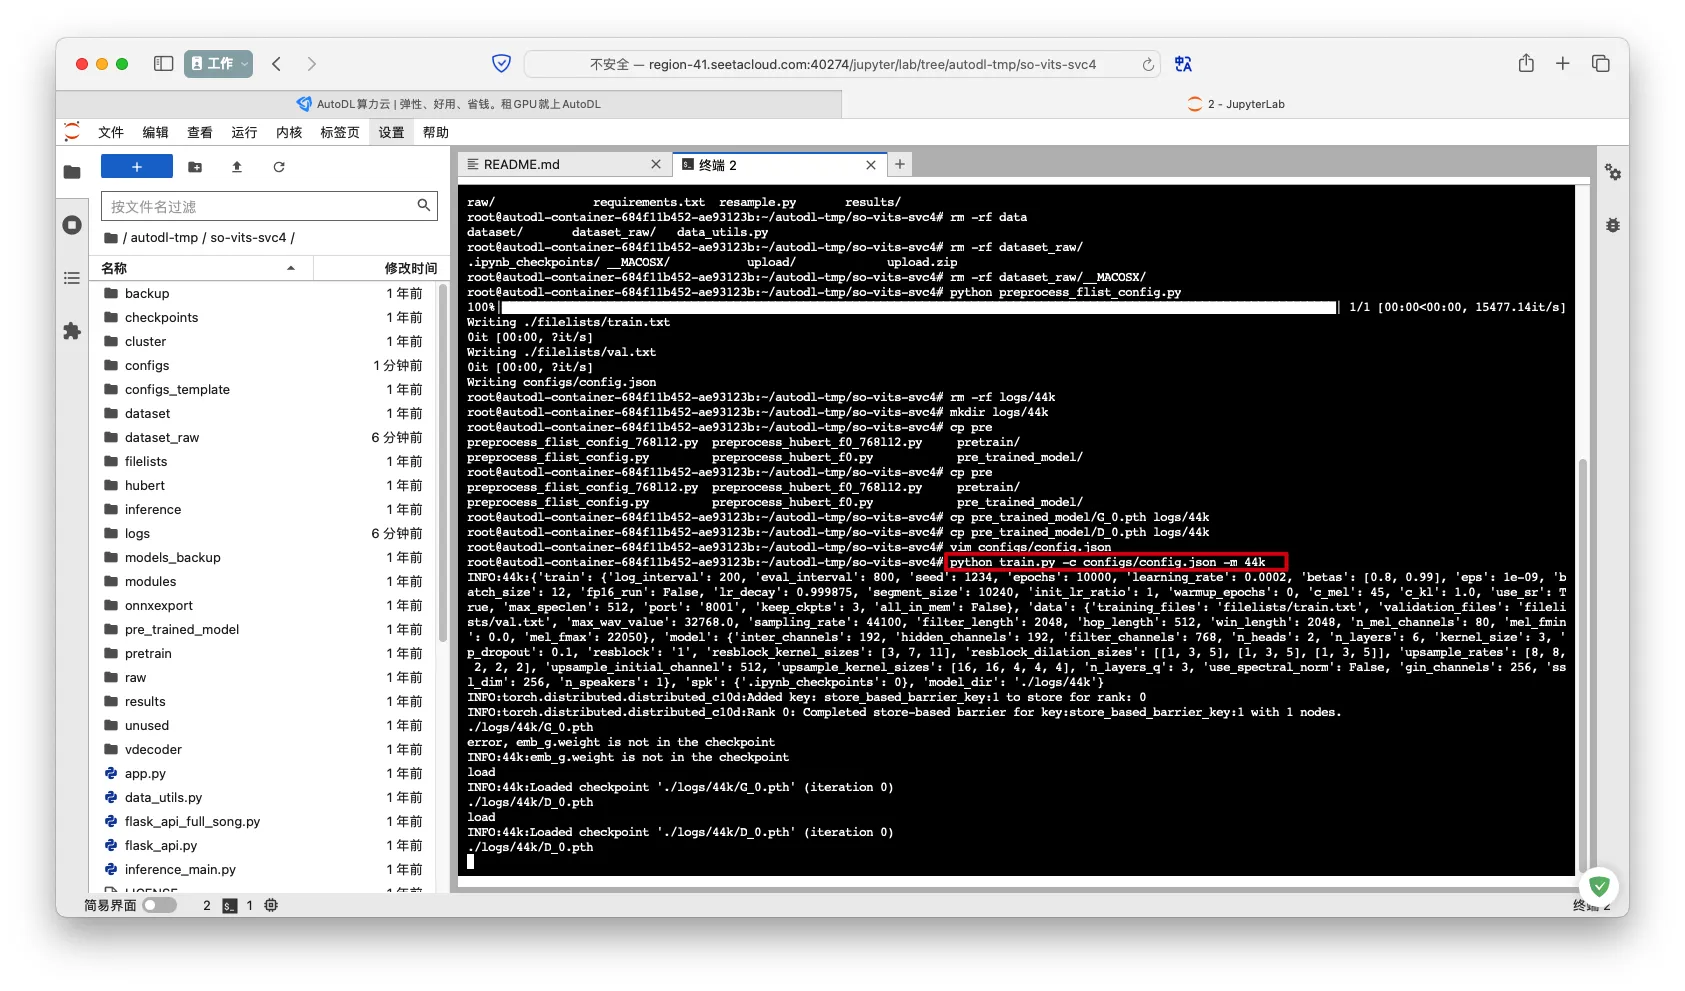 工作
不安全 — region-41.seetacloud.com:40274/jupyter/lab/tree/autodl-tmp/so-vits-svc4
AutoDL算力云 | 弹性、好用、省钱。租GPU就上AutoDL
2 - JupyterLab
文件 编辑 查看 运行 内核 标签页 设置 帮助
+
按文件名过滤
/ autodl-tmp / so-vits-svc4 /
名称 修改时间
backup 1 年前
checkpoints 1 年前
cluster 1 年前
configs 1 分钟前
configs_template 1 年前
dataset 1 年前
dataset_raw 6 分钟前
filelists 1 年前
hubert 1 年前
inference 1 年前
logs 6 分钟前
models_backup 1 年前
modules 1 年前
onnxexport 1 年前
pre_trained_model 1 年前
pretrain 1 年前
raw 1 年前
results 1 年前
unused 1 年前
vdecoder 1 年前
app.py 1 年前
data_utils.py 1 年前
flask_api_full_song.py 1 年前
flask_api.py 1 年前
inference_main.py 1 年前
README.md
终端 2
raw/ requirements.txt resample.py results/
root@autodl-container-684f11b452-ae93123b:~/autodl-tmp/so-vits-svc4# rm -rf data
dataset/ dataset_raw/ data_utils.py
root@autodl-container-684f11b452-ae93123b:~/autodl-tmp/so-vits-svc4# rm -rf dataset_raw/
.ipynb_checkpoints/ __MACOSX/ upload/ upload.zip
root@autodl-container-684f11b452-ae93123b:~/autodl-tmp/so-vits-svc4# rm -rf dataset_raw/__MACOSX/
root@autodl-container-684f11b452-ae93123b:~/autodl-tmp/so-vits-svc4# python preprocess_flist_config.py
100%| | 1/1 [00:00<00:00, 15477.14it/s]
Writing ./filelists/train.txt
0it [00:00, ?it/s]
Writing ./filelists/val.txt
0it [00:00, ?it/s]
Writing configs/config.json
root@autodl-container-684f11b452-ae93123b:~/autodl-tmp/so-vits-svc4# rm -rf logs/44k
root@autodl-container-684f11b452-ae93123b:~/autodl-tmp/so-vits-svc4# mkdir logs/44k
root@autodl-container-684f11b452-ae93123b:~/autodl-tmp/so-vits-svc4# cp pre
preprocess_flist_config_768l12.py preprocess_hubert_f0_768l12.py pretrain/
preprocess_flist_config.py preprocess_hubert_f0.py pre_trained_model/
root@autodl-container-684f11b452-ae93123b:~/autodl-tmp/so-vits-svc4# cp pre
preprocess_flist_config_768l12.py preprocess_hubert_f0_768l12.py pretrain/
preprocess_flist_config.py preprocess_hubert_f0.py pre_trained_model/
root@autodl-container-684f11b452-ae93123b:~/autodl-tmp/so-vits-svc4# cp pre_trained_model/G_0.pth logs/44k
root@autodl-container-684f11b452-ae93123b:~/autodl-tmp/so-vits-svc4# cp pre_trained_model/D_0.pth logs/44k
root@autodl-container-684f11b452-ae93123b:~/autodl-tmp/so-vits-svc4# vim configs/config.json
root@autodl-container-684f11b452-ae93123b:~/autodl-tmp/so-vits-svc4# python train.py -c configs/config.json -m 44k
INFO:44k:{'train': {'log_interval': 200, 'eval_interval': 800, 'seed': 1234, 'epochs': 10000, 'learning_rate': 0.0002, 'betas': [0.8, 0.99], 'eps': 1e-09, 'b
atch_size': 12, 'fp16_run': False, 'lr_decay': 0.999875, 'segment_size': 10240, 'init_lr_ratio': 1, 'warmup_epochs': 0, 'c_mel': 45, 'c_kl': 1.0, 'use_sr': T
rue, 'max_speclen': 512, 'port': '8001', 'keep_ckpts': 3, 'all_in_mem': False}, 'data': {'training_files': 'filelists/train.txt', 'validation_files': 'fileli
sts/val.txt', 'max_wav_value': 32768.0, 'sampling_rate': 44100, 'filter_length': 2048, 'hop_length': 512, 'win_length': 2048, 'n_mel_channels': 80, 'mel_fmin
': 0.0, 'mel_fmax': 22050}, 'model': {'inter_channels': 192, 'hidden_channels': 192, 'filter_channels': 768, 'n_heads': 2, 'n_layers': 6, 'kernel_size': 3, '
p_dropout': 0.1, 'resblock': '1', 'resblock_kernel_sizes': [3, 7, 11], 'resblock_dilation_sizes': [[1, 3, 5], [1, 3, 5], [1, 3, 5]], 'upsample_rates': [8, 8,
2, 2, 2], 'upsample_initial_channel': 512, 'upsample_kernel_sizes': [16, 16, 4, 4, 4], 'n_layers_q': 3, 'use_spectral_norm': False, 'gin_channels': 256, 'ss
l_dim': 256, 'n_speakers': 1}, 'spk': {'.ipynb_checkpoints': 0}, 'model_dir': './logs/44k'}
INFO:torch.distributed.distributed_c10d:Added key: store_based_barrier_key:1 to store for rank: 0
INFO:torch.distributed.distributed_c10d:Rank 0: Completed store-based barrier for key:store_based_barrier_key:1 with 1 nodes.
./logs/44k/G_0.pth
error, emb_g.weight is not in the checkpoint
INFO:44k:emb_g.weight is not in the checkpoint
load
INFO:44k:Loaded checkpoint './logs/44k/G_0.pth' (iteration 0)
./logs/44k/D_0.pth
load
INFO:44k:Loaded checkpoint './logs/44k/D_0.pth' (iteration 0)
./logs/44k/D_0.pth
简易界面 2 1
终端 2